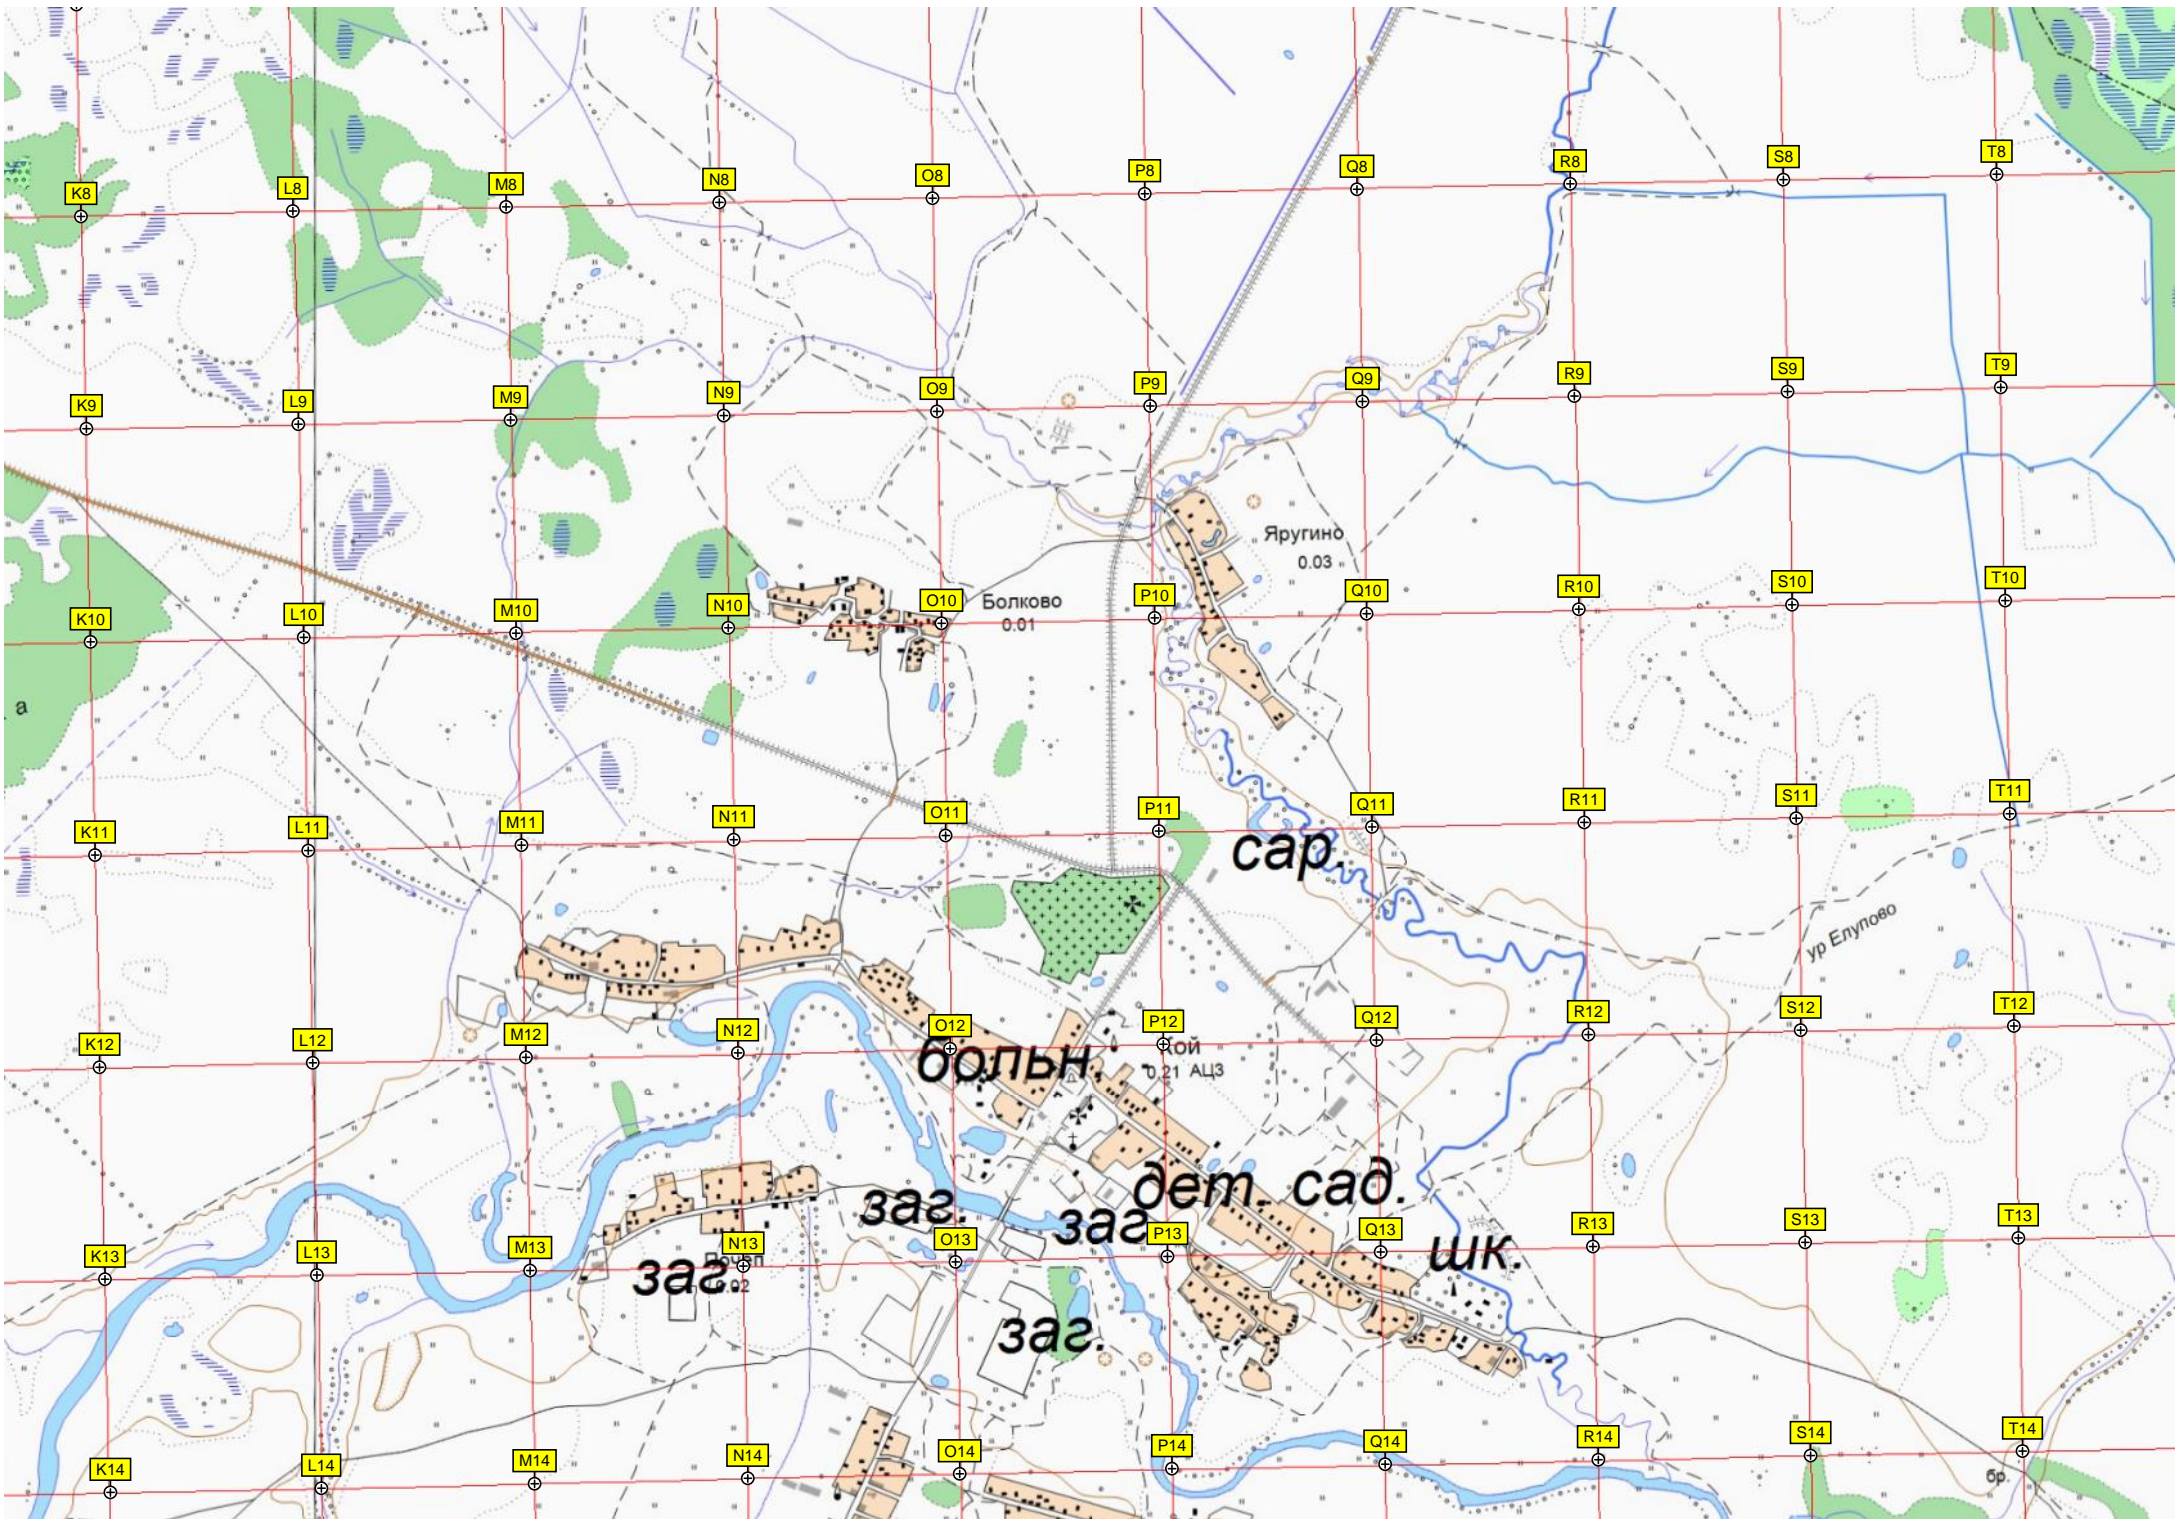 K8 L8 M8 N8 O8 P8 Q8 R8 S8 T8
K9 L9 M9 N9 O9 P9 Q9 R9 S9 T9
Яругино
0.03
K10 L10 M10 N10 O10 P10 Q10 R10 S10 T10
Болково
0.01
а
K11 L11 M11 N11 O11 P11 Q11 R11 S11 T11
сар.
ур Елупово
K12 L12 M12 N12 O12 P12 Q12 R12 S12 T12
больн.
Кой
0.21 АЦЗ
дет. сад.
заг.
заг
K13 L13 M13 N13 O13 P13 Q13 R13 S13 T13
шк.
заг.
заг.
K14 L14 M14 N14 O14 P14 Q14 R14 S14 T14
бр.